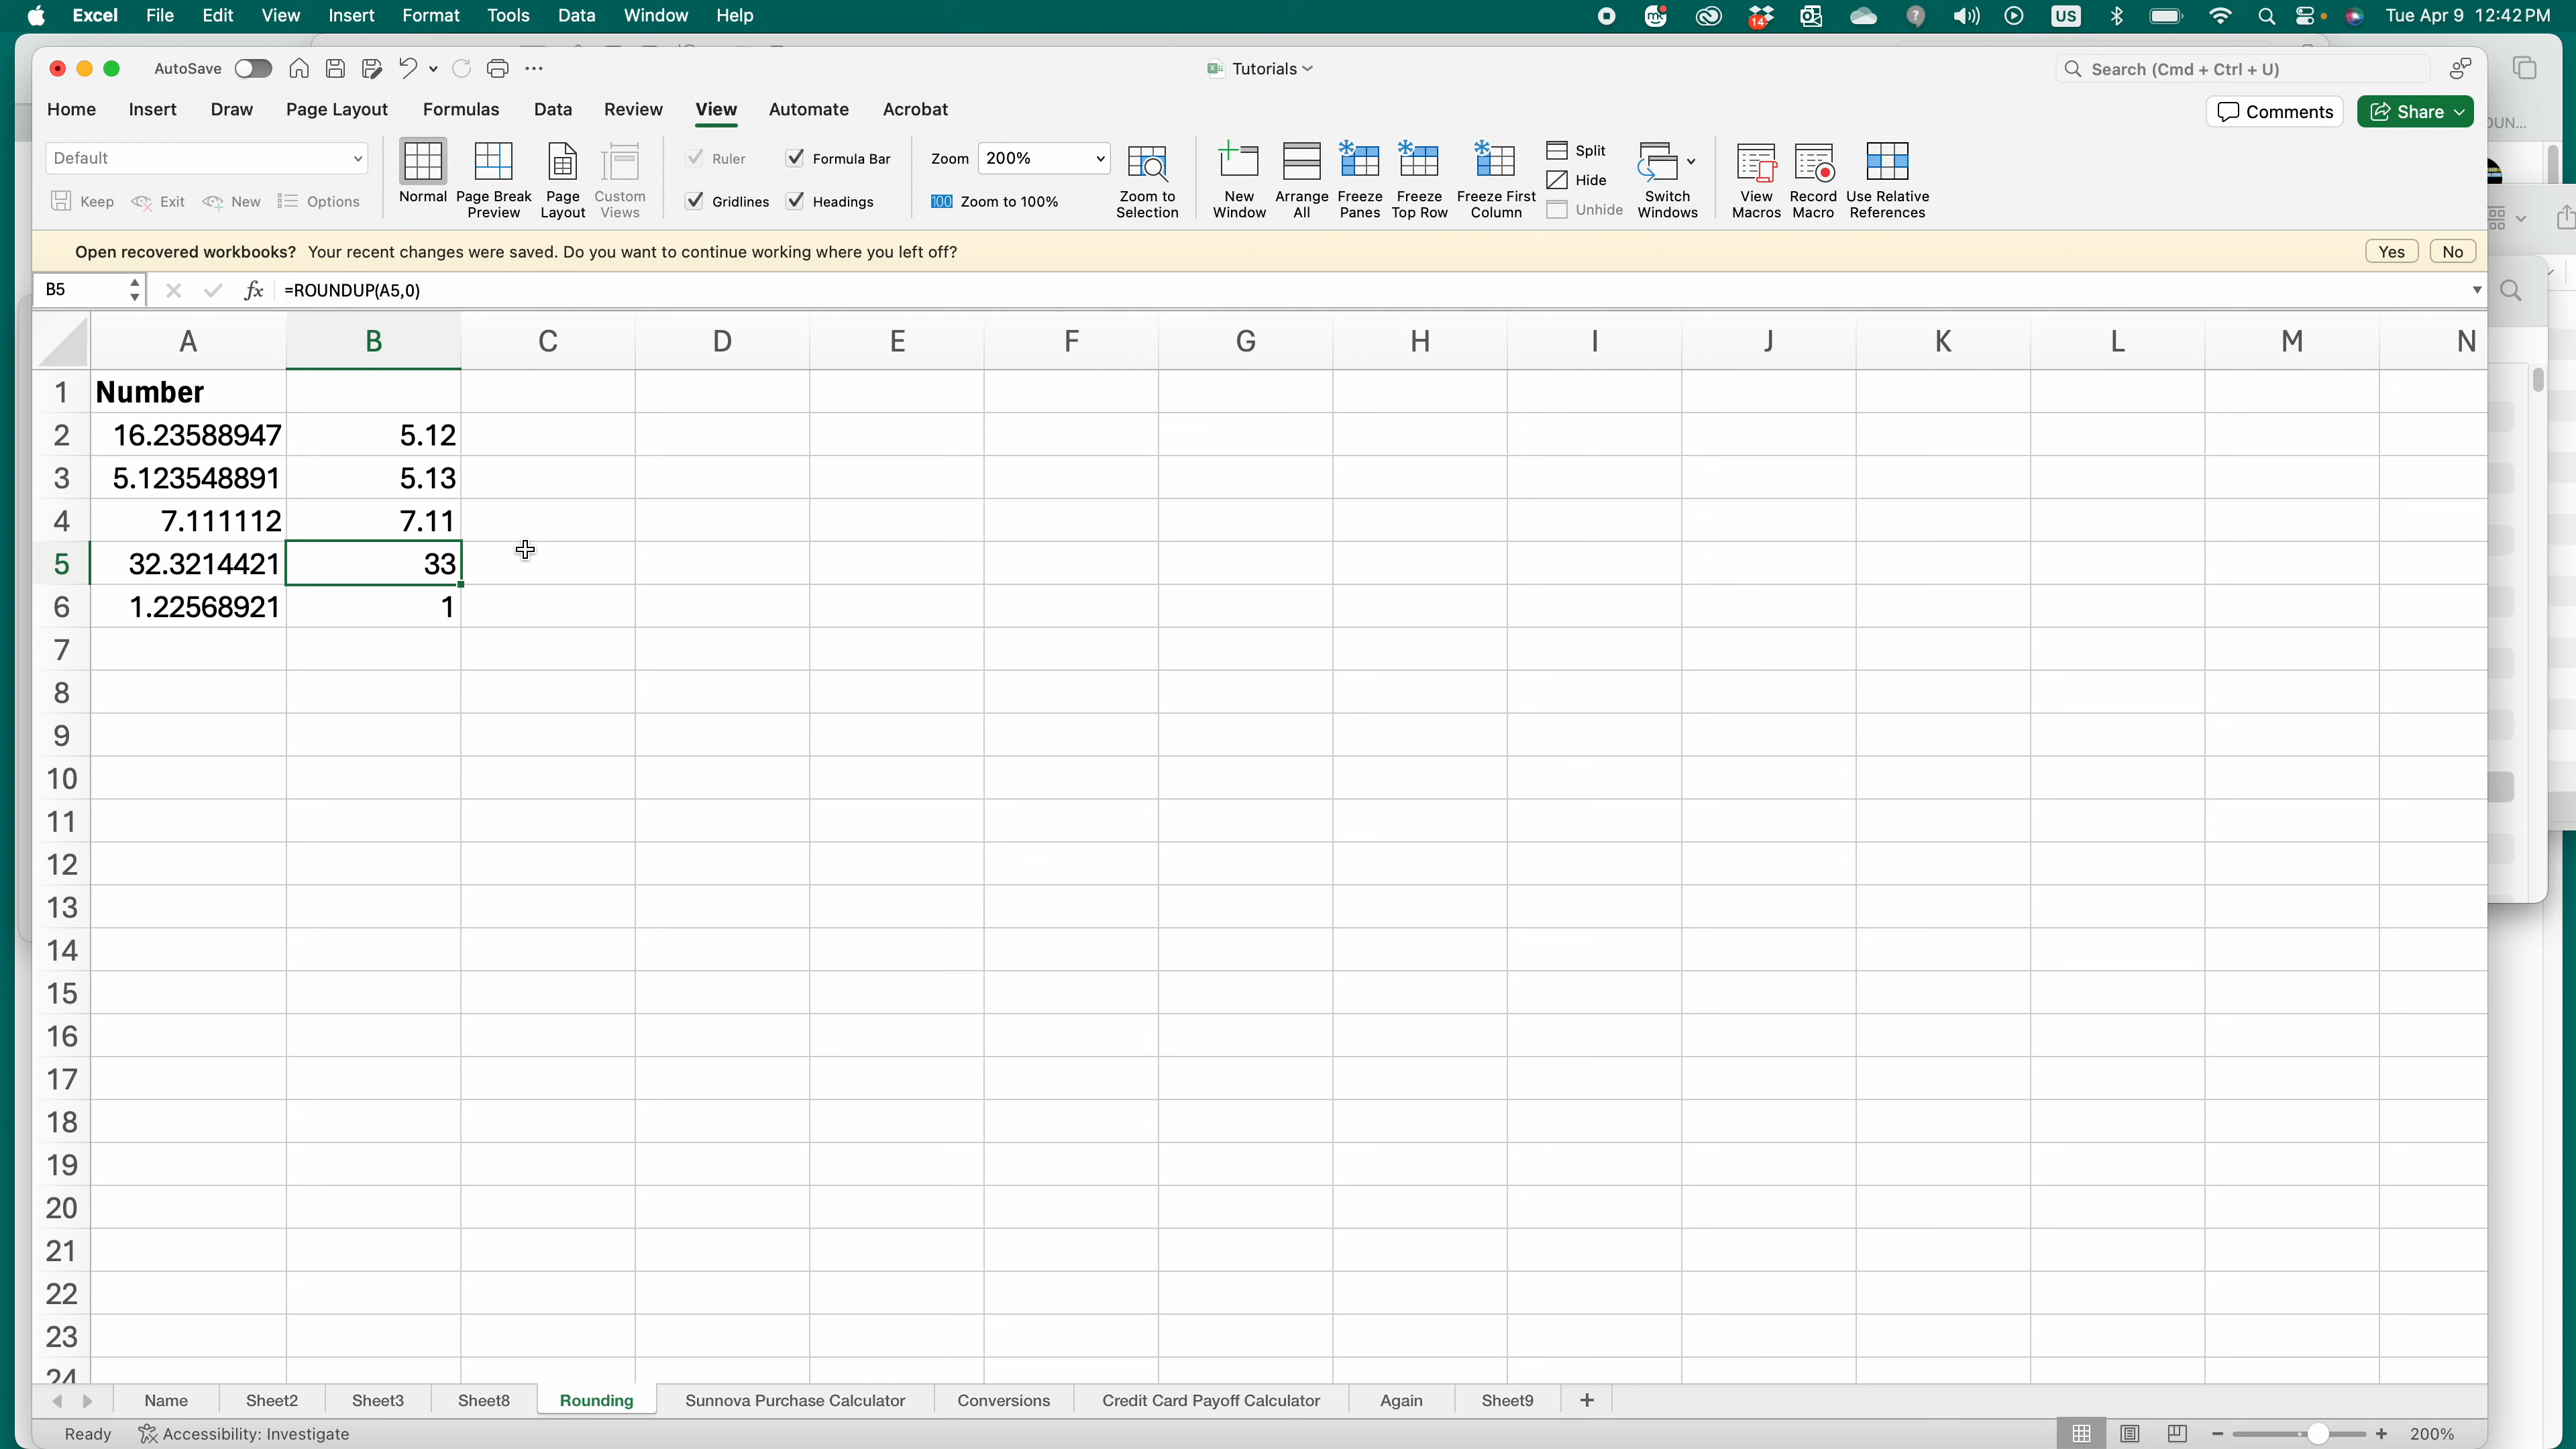 Excel File Edit View Insert Format Tools Data Window Help 14 US Tue Apr 9 12:42 PM
AutoSave Tutorials Search (Cmd + Ctrl + U)
Home Insert Draw Page Layout Formulas Data Review View Automate Acrobat Comments Share
Default Ruler Formula Bar Zoom 200% Split
Keep Exit New Options Gridlines Headings 100 Zoom to 100% Hide
Unhide
Normal Page Break Preview Page Layout Custom Views Zoom to Selection New Window Arrange All Freeze Panes Freeze Top Row Freeze First Column Switch Windows View Macros Record Macro Use Relative References
Open recovered workbooks? Your recent changes were saved. Do you want to continue working where you left off? Yes No
B5 fx =ROUNDUP(A5,0)
A B C D E F G H I J K L M N
1 Number
2 16.23588947 5.12
3 5.123548891 5.13
4 7.111112 7.11
5 32.3214421 33
6 1.22568921 1
7
8
9
10
11
12
13
14
15
16
17
18
19
20
21
22
23
24
Name Sheet2 Sheet3 Sheet8 Rounding Sunnova Purchase Calculator Conversions Credit Card Payoff Calculator Again Sheet9 +
Ready Accessibility: Investigate 200%